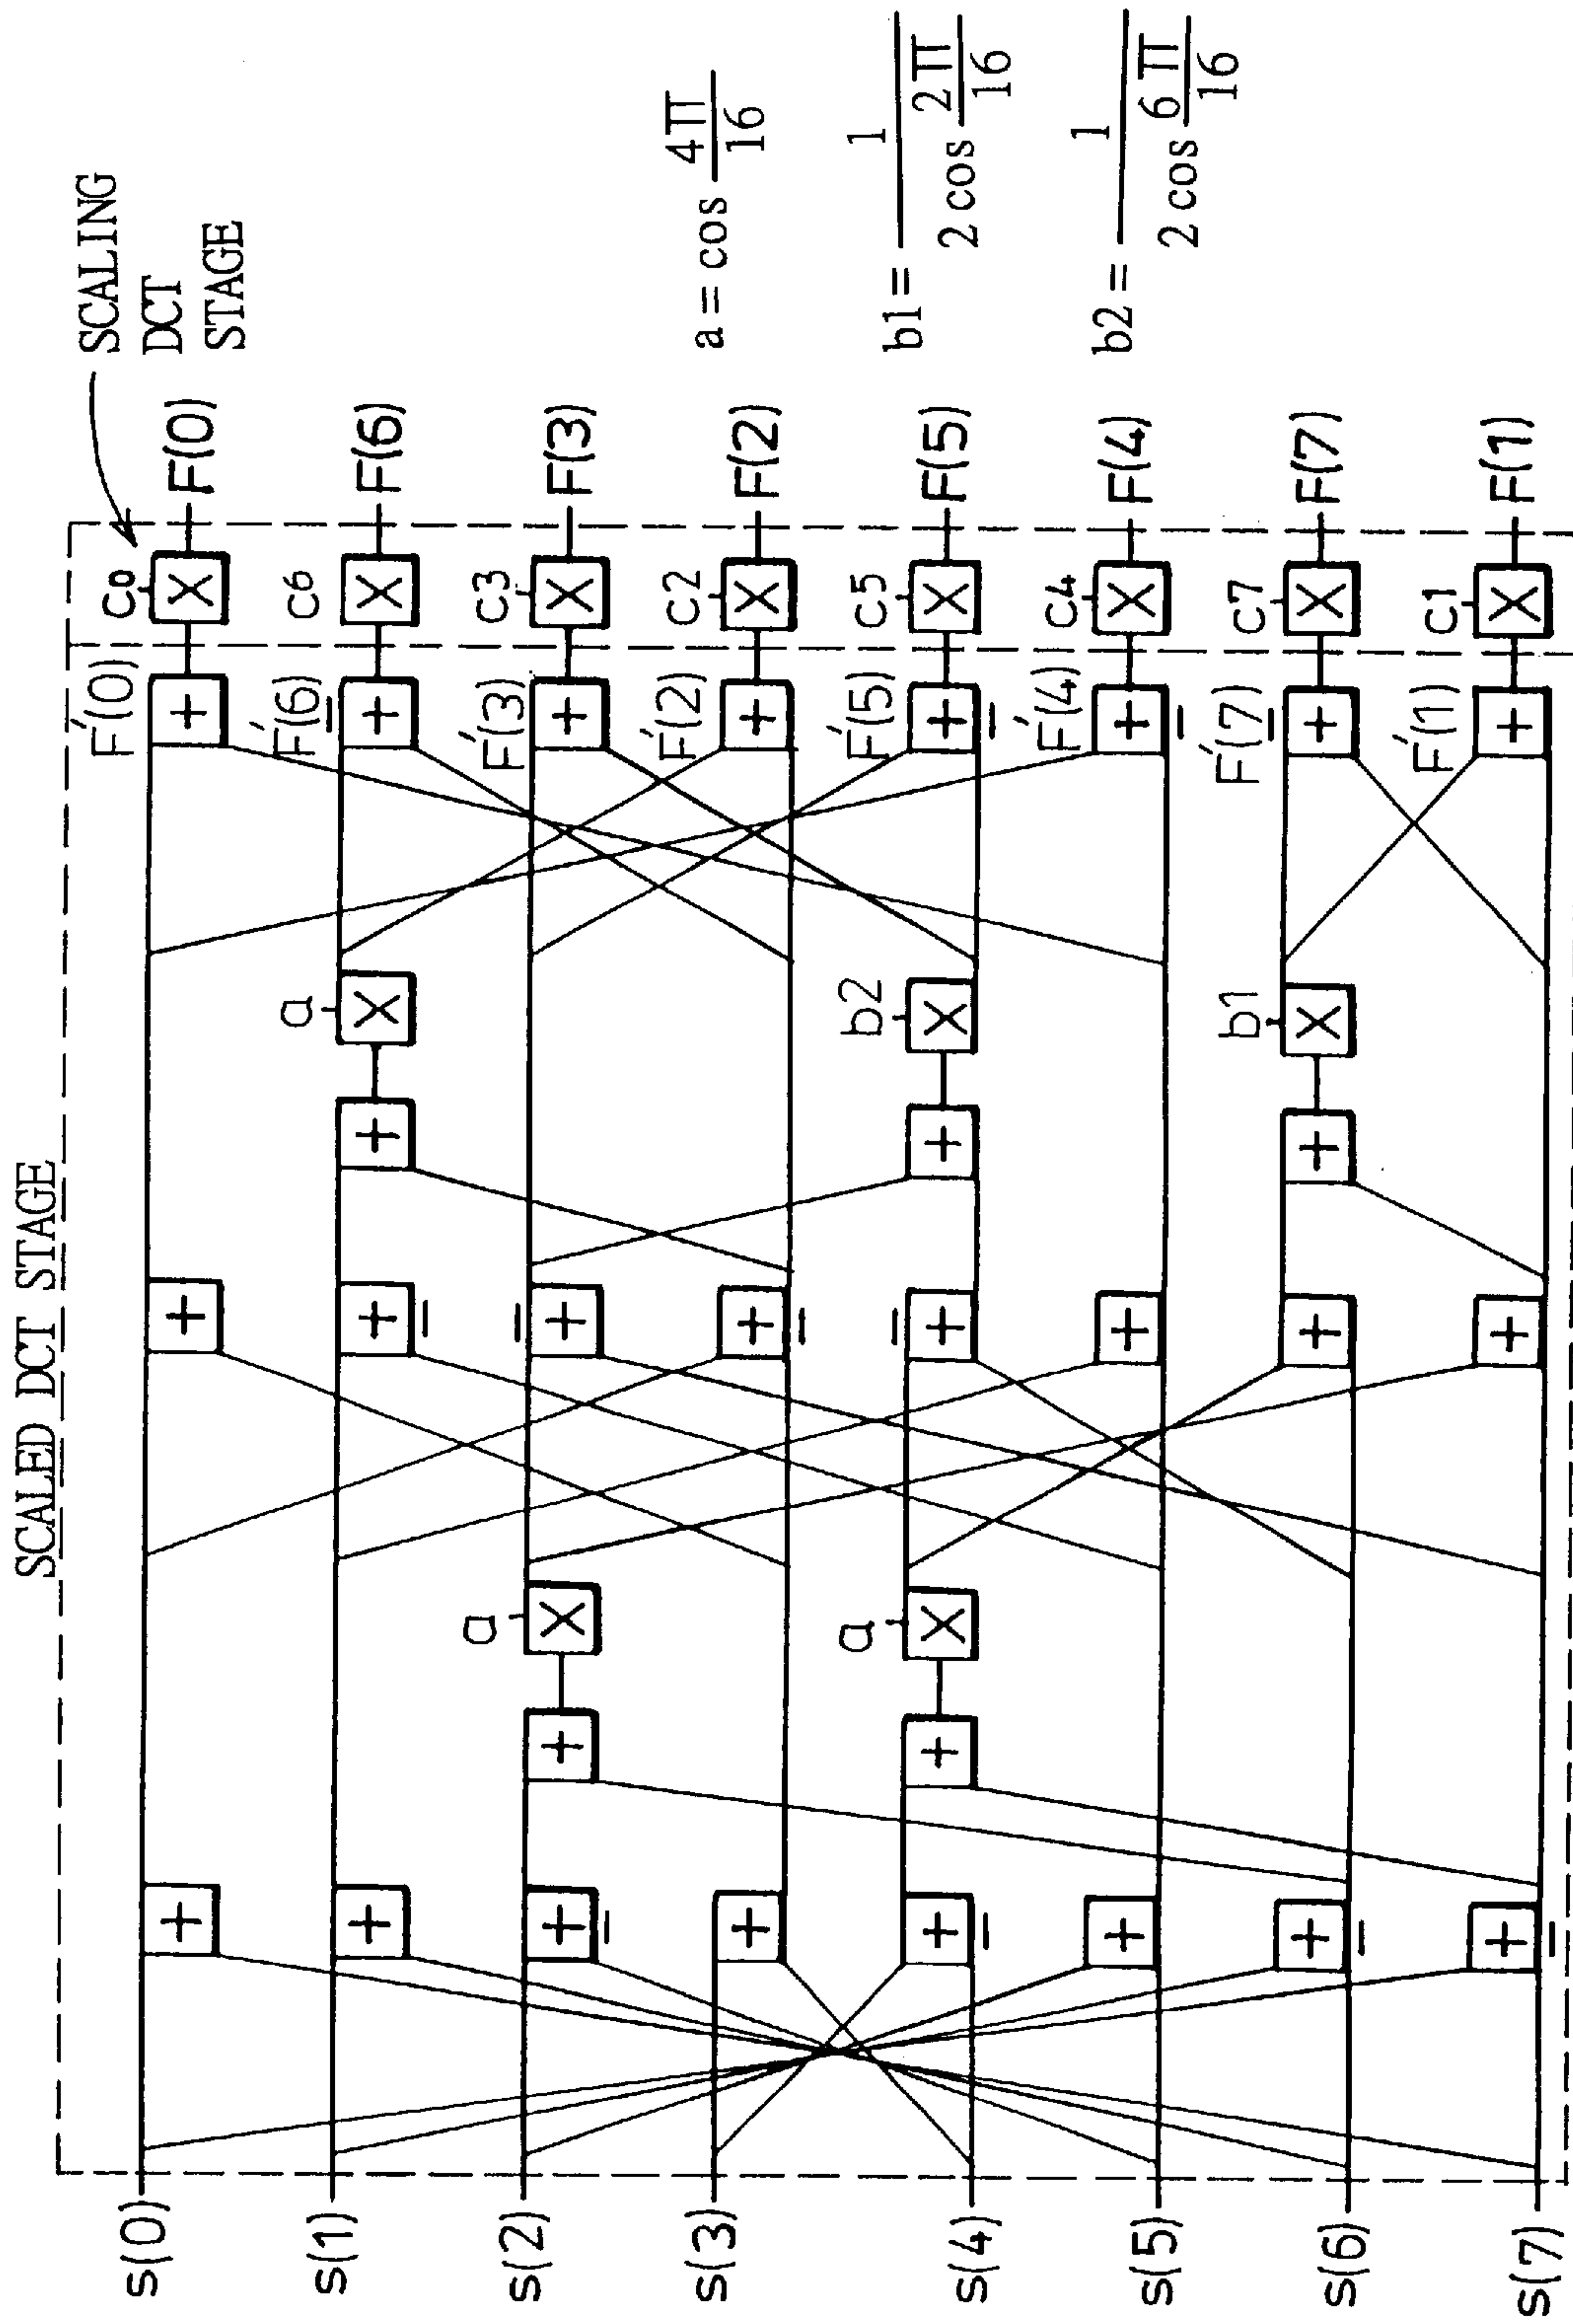 SCALED DCT STAGE
SCALING
DCT
STAGE
s(0)
s(1)
s(2)
s(3)
s(4)
s(5)
s(6)
s(7)
+
+
+
+
+
+
+
+
+
+
a
X
a
X
+
+
+
+
+
+
+
+
+
+
+
a
X
b2
X
b1
X
F'(0)
+
F'(6)
+
F'(3)
+
F'(2)
+
F'(5)
+
F'(4)
+
F'(7)
+
F'(1)
+
c0
X
c6
X
c3
X
c2
X
c5
X
c4
X
c7
X
c1
X
F(0)
F(6)
F(3)
F(2)
F(5)
F(4)
F(7)
F(1)
a = cos 4π/16
b1 = 1/(2 cos 2π/16)
b2 = 1/(2 cos 6π/16)